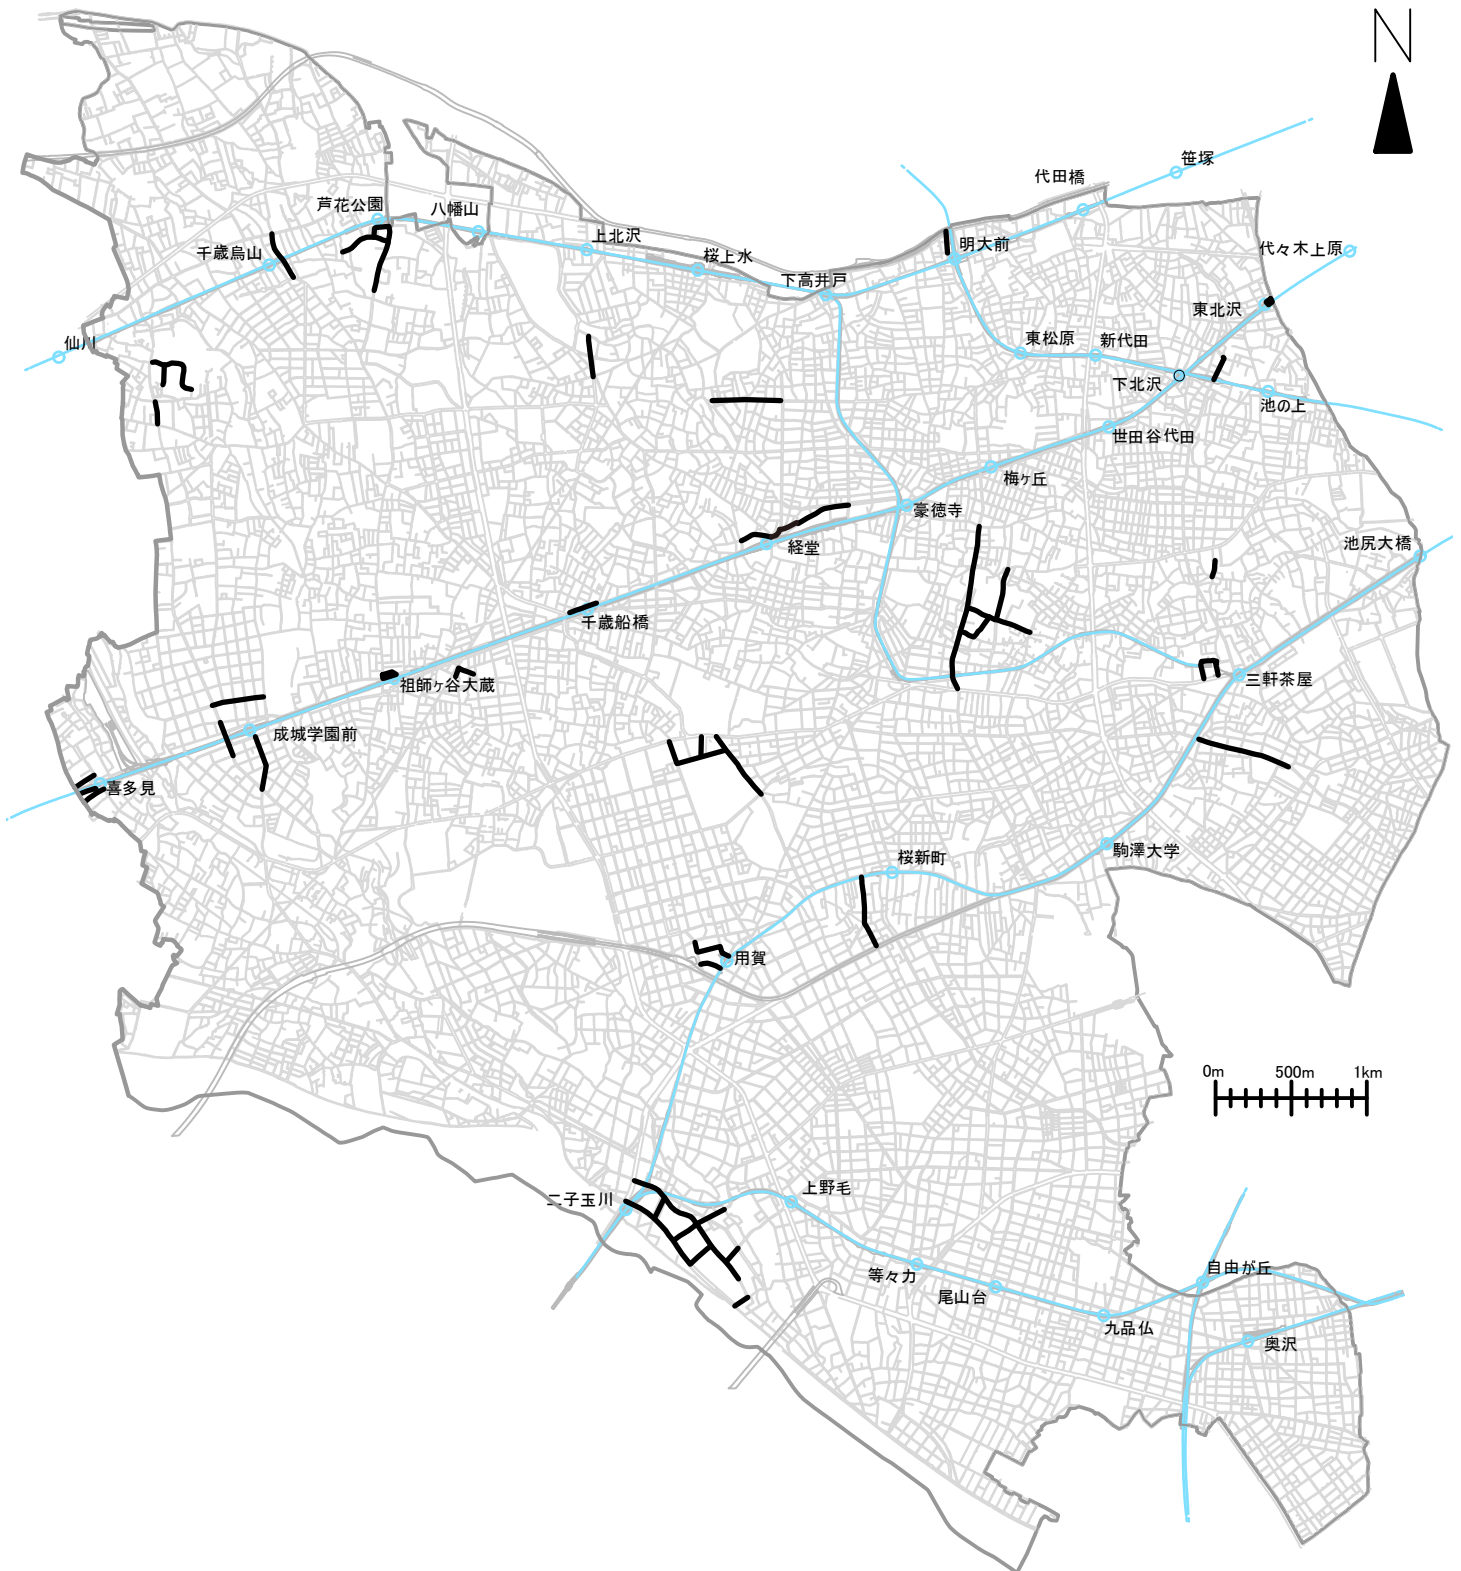 N
笹塚
代田橋
芦花公園
八幡山
千歳烏山
上北沢
桜上水
明大前
代々木上原
下高井戸
東北沢
仙川
東松原
新代田
下北沢
池の上
世田谷代田
梅ヶ丘
豪徳寺
経堂
池尻大橋
千歳船橋
祖師ヶ谷大蔵
三軒茶屋
成城学園前
喜多見
駒澤大学
桜新町
用賀
0m 500m 1km
二子玉川
上野毛
等々力
自由が丘
尾山台
九品仏
奥沢